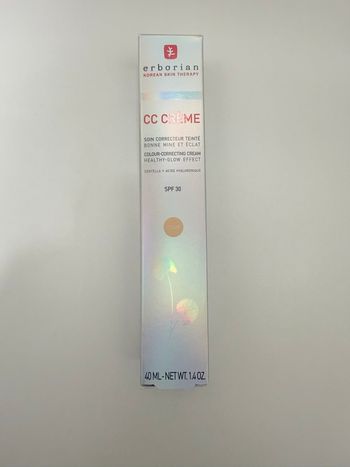 erborian
KOREAN SKIN THERAPY
CC CRÈME
SOIN CORRECTEUR TEINTÉ
BONNE MINE ET ÉCLAT
COLOUR-CORRECTING CREAM
HEALTHY-GLOW EFFECT
CENTELLA + ACIDE HYALURONIQUE
SPF 30
40 ML - NET WT. 1.4 OZ.